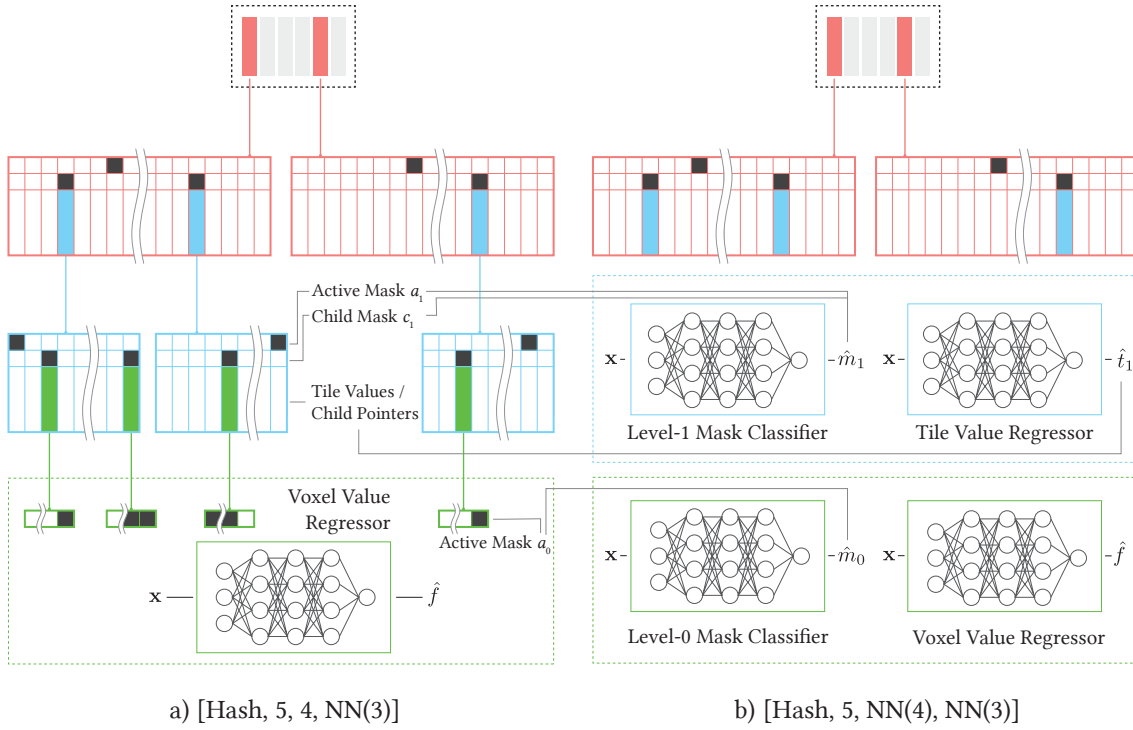 Active Mask a₁
Child Mask c₁
Tile Values /
Child Pointers
x
m̂₁
x
t̂₁
Level-1 Mask Classifier
Tile Value Regressor
Voxel Value
Regressor
Active Mask a₀
x
f̂
x
m̂₀
x
f̂
Level-0 Mask Classifier
Voxel Value Regressor
a) [Hash, 5, 4, NN(3)]
b) [Hash, 5, NN(4), NN(3)]